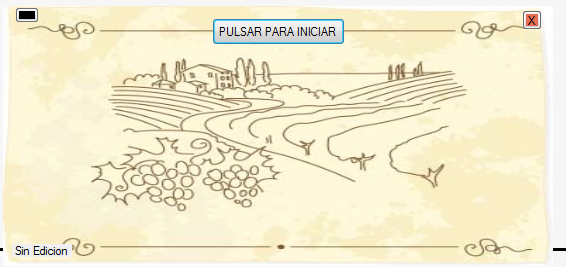 PULSAR PARA INICIAR
X
Sin Edicion